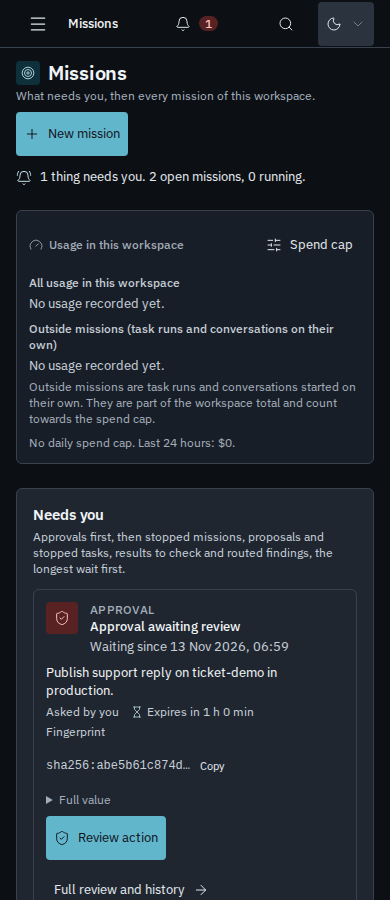 Missions
1
Missions
What needs you, then every mission of this workspace.
New mission
1 thing needs you. 2 open missions, 0 running.
Usage in this workspace
Spend cap
All usage in this workspace
No usage recorded yet.
Outside missions (task runs and conversations on their
own)
No usage recorded yet.
Outside missions are task runs and conversations started on
their own. They are part of the workspace total and count
towards the spend cap.
No daily spend cap. Last 24 hours: $0.
Needs you
Approvals first, then stopped missions, proposals and
stopped tasks, results to check and routed findings, the
longest wait first.
APPROVAL
Approval awaiting review
Waiting since 13 Nov 2026, 06:59
Publish support reply on ticket-demo in
production.
Asked by you Expires in 1 h 0 min
Fingerprint
sha256:abe5b61c874d… Copy
Full value
Review action
Full review and history